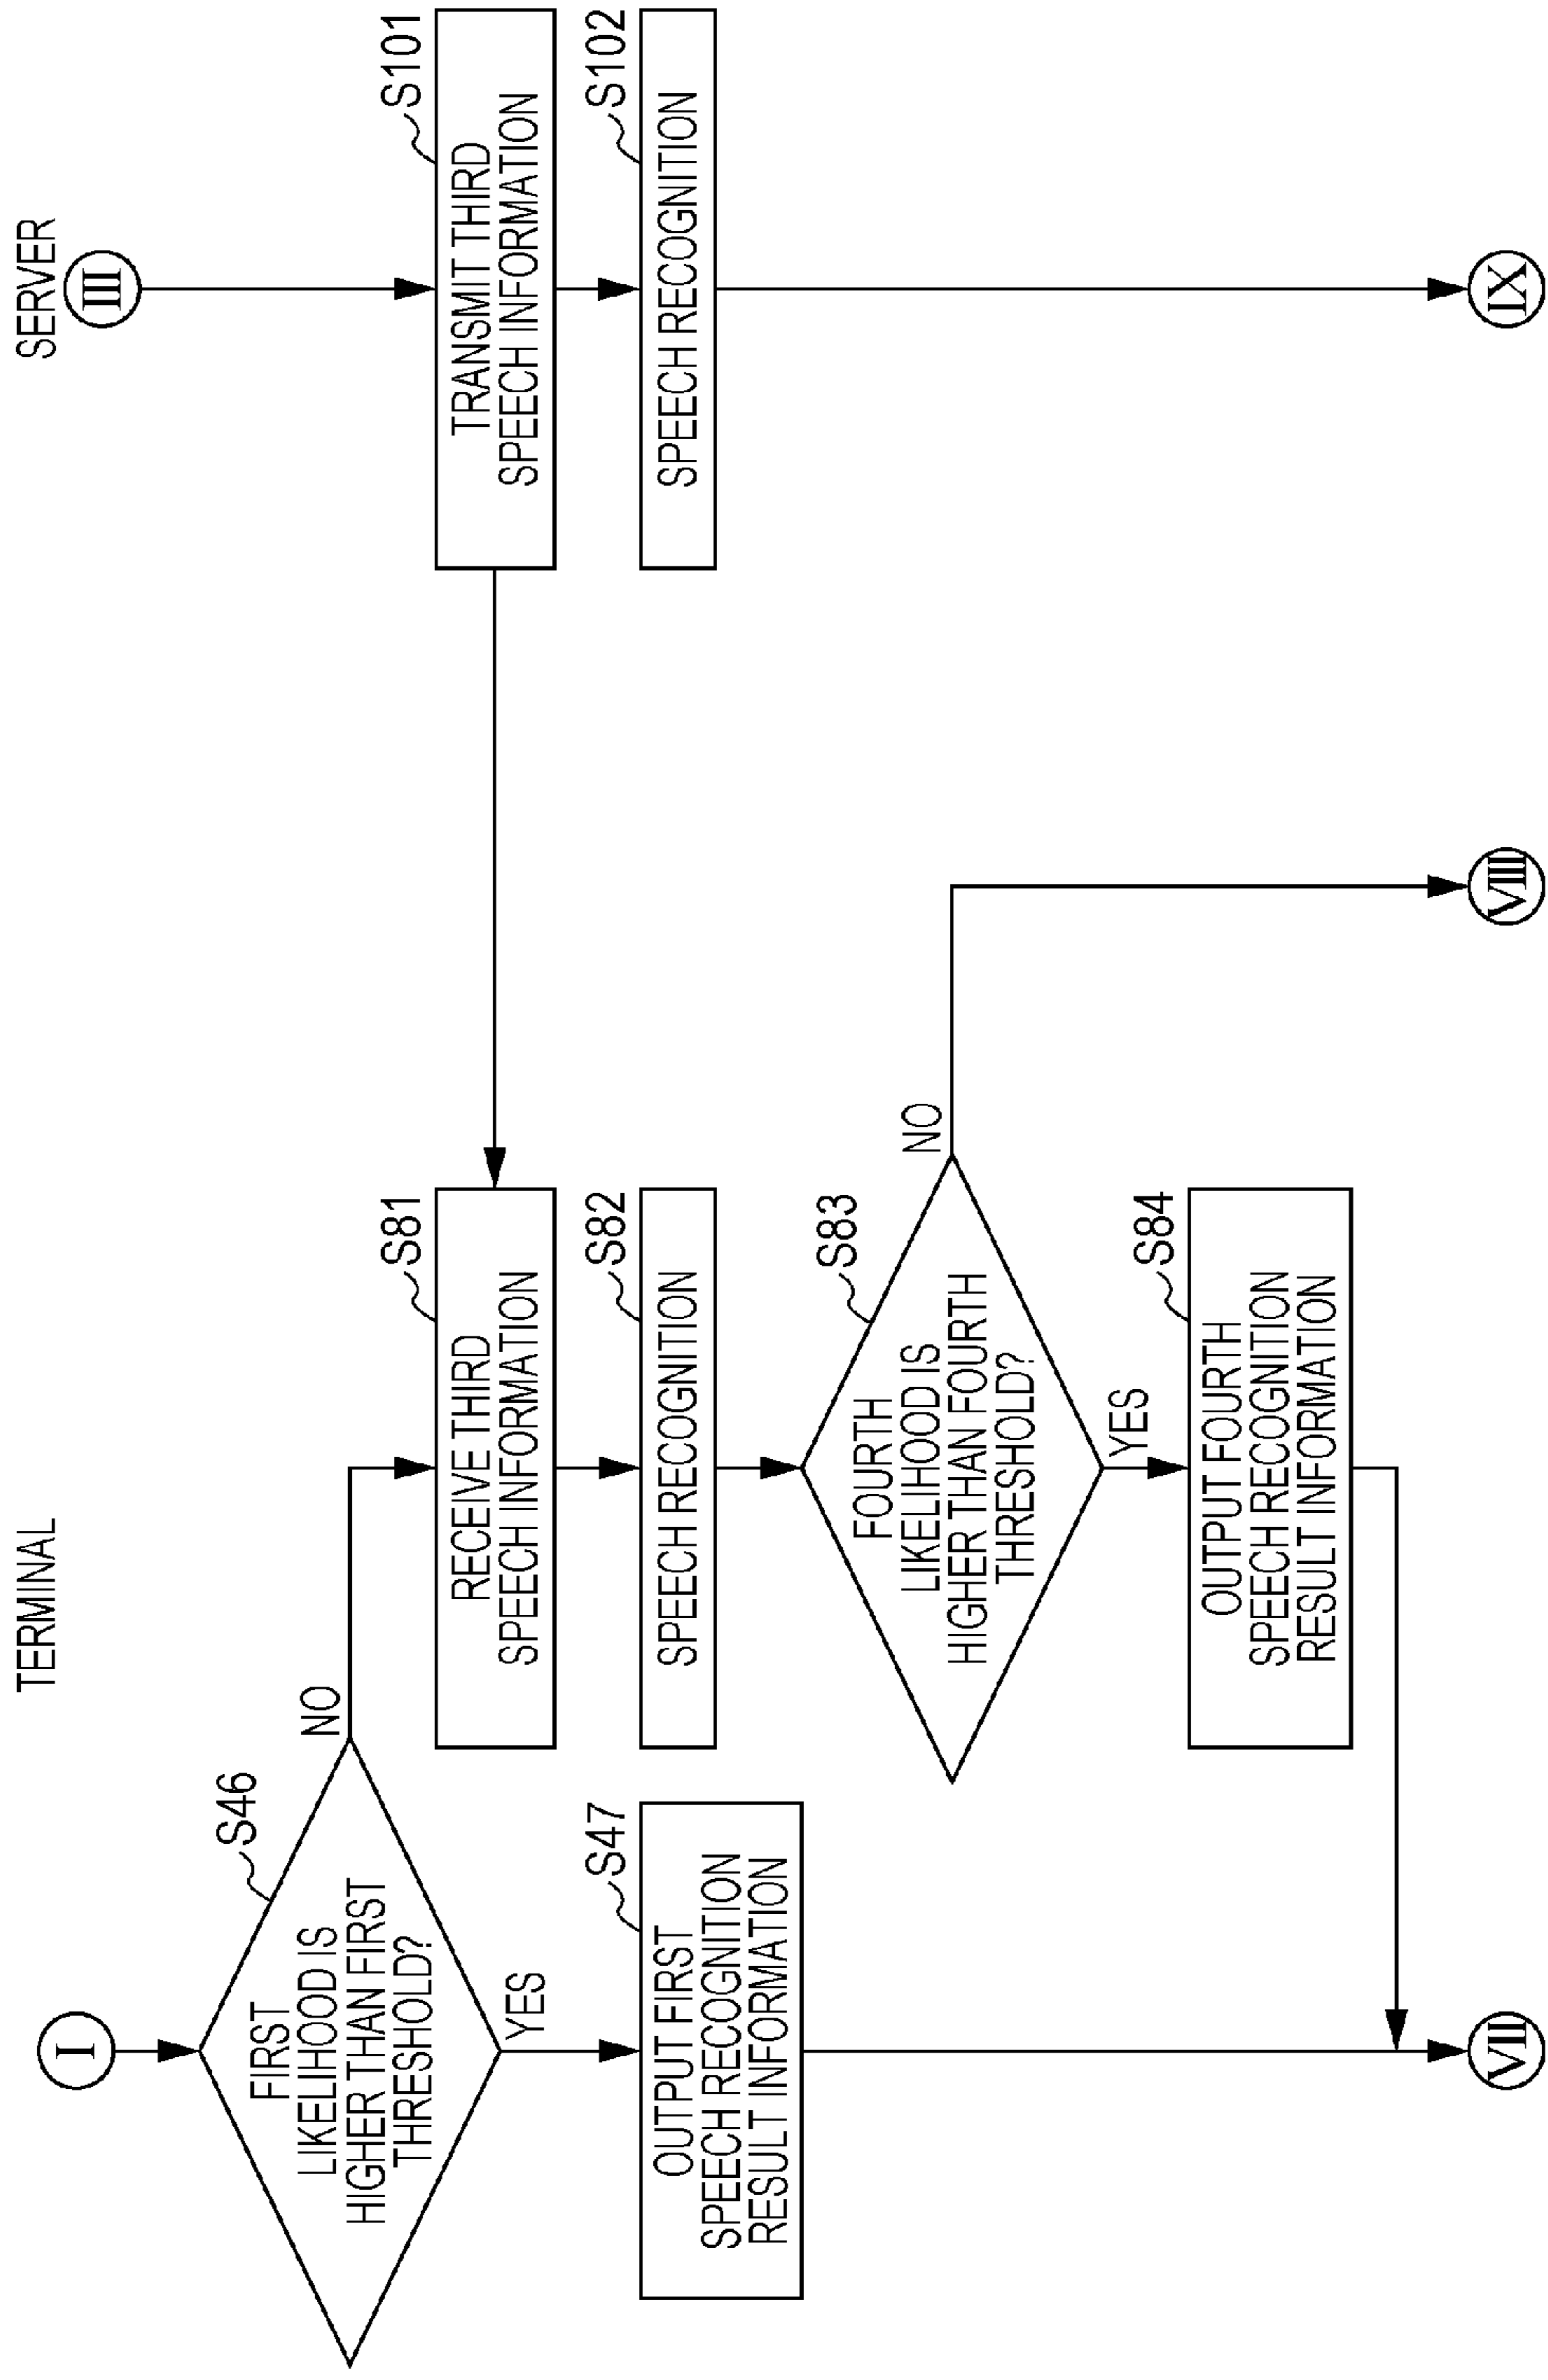 TERMINAL
SERVER
I
III
S46
FIRST
LIKELIHOOD IS
HIGHER THAN FIRST
THRESHOLD?
NO
YES
S81
RECEIVE THIRD
SPEECH INFORMATION
S101
TRANSMIT THIRD
SPEECH INFORMATION
S47
OUTPUT FIRST
SPEECH RECOGNITION
RESULT INFORMATION
S82
SPEECH RECOGNITION
S102
SPEECH RECOGNITION
S83
FOURTH
LIKELIHOOD IS
HIGHER THAN FOURTH
THRESHOLD?
NO
YES
S84
OUTPUT FOURTH
SPEECH RECOGNITION
RESULT INFORMATION
VII
VIII
IX